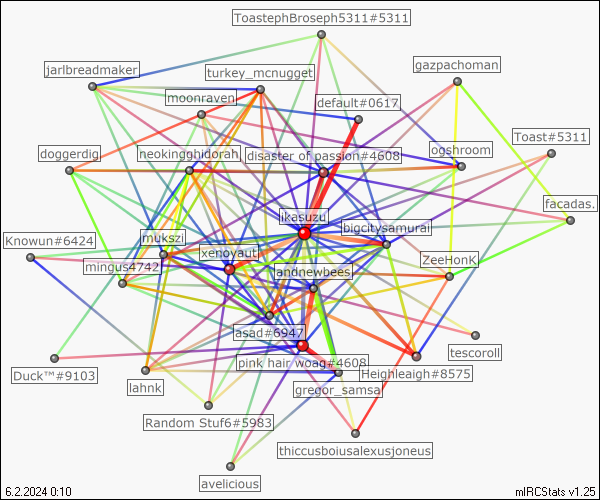 ToastephBroseph5311#5311
gazpachoman
jarlbreadmaker
turkey_mcnugget
moonraven
default#0617
Toast#5311
doggerdig
heokingghidorah
disaster of passion#4608
ogshroom
facadas.
likasuzu
bigcitysamurai
Knowun#6424
mukszi
xenoyaut
ZeeHonK
mingus4742
andnewbees
asad#6947
tescoroll
pink hair woag#4608
Duck™#9103
lahnk
Heighleaigh#8575
gregor_samsa
Random Stuf6#5983
thiccusboiusalexusjoneus
avelicious
6.2.2024 0:10
mIRCStats v1.25